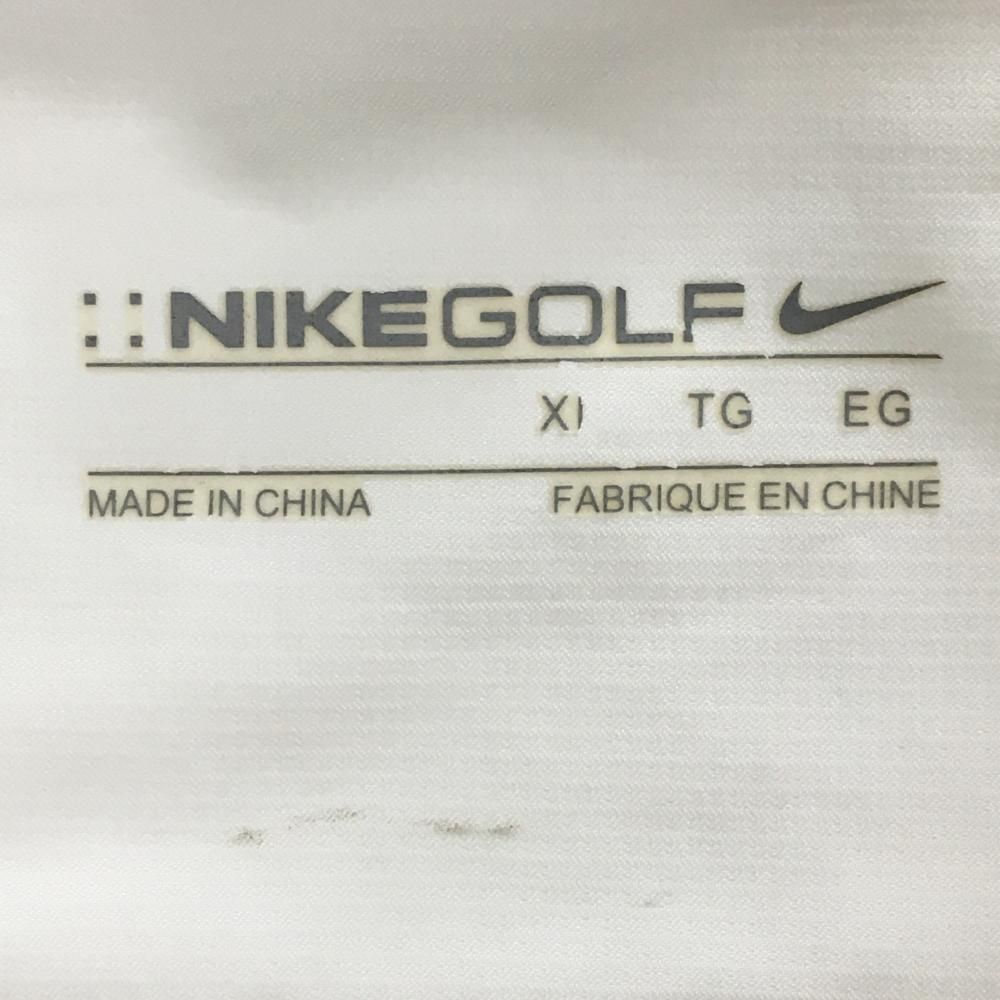 NIKEGOLF
XL TG EG
MADE IN CHINA FABRIQUE EN CHINE